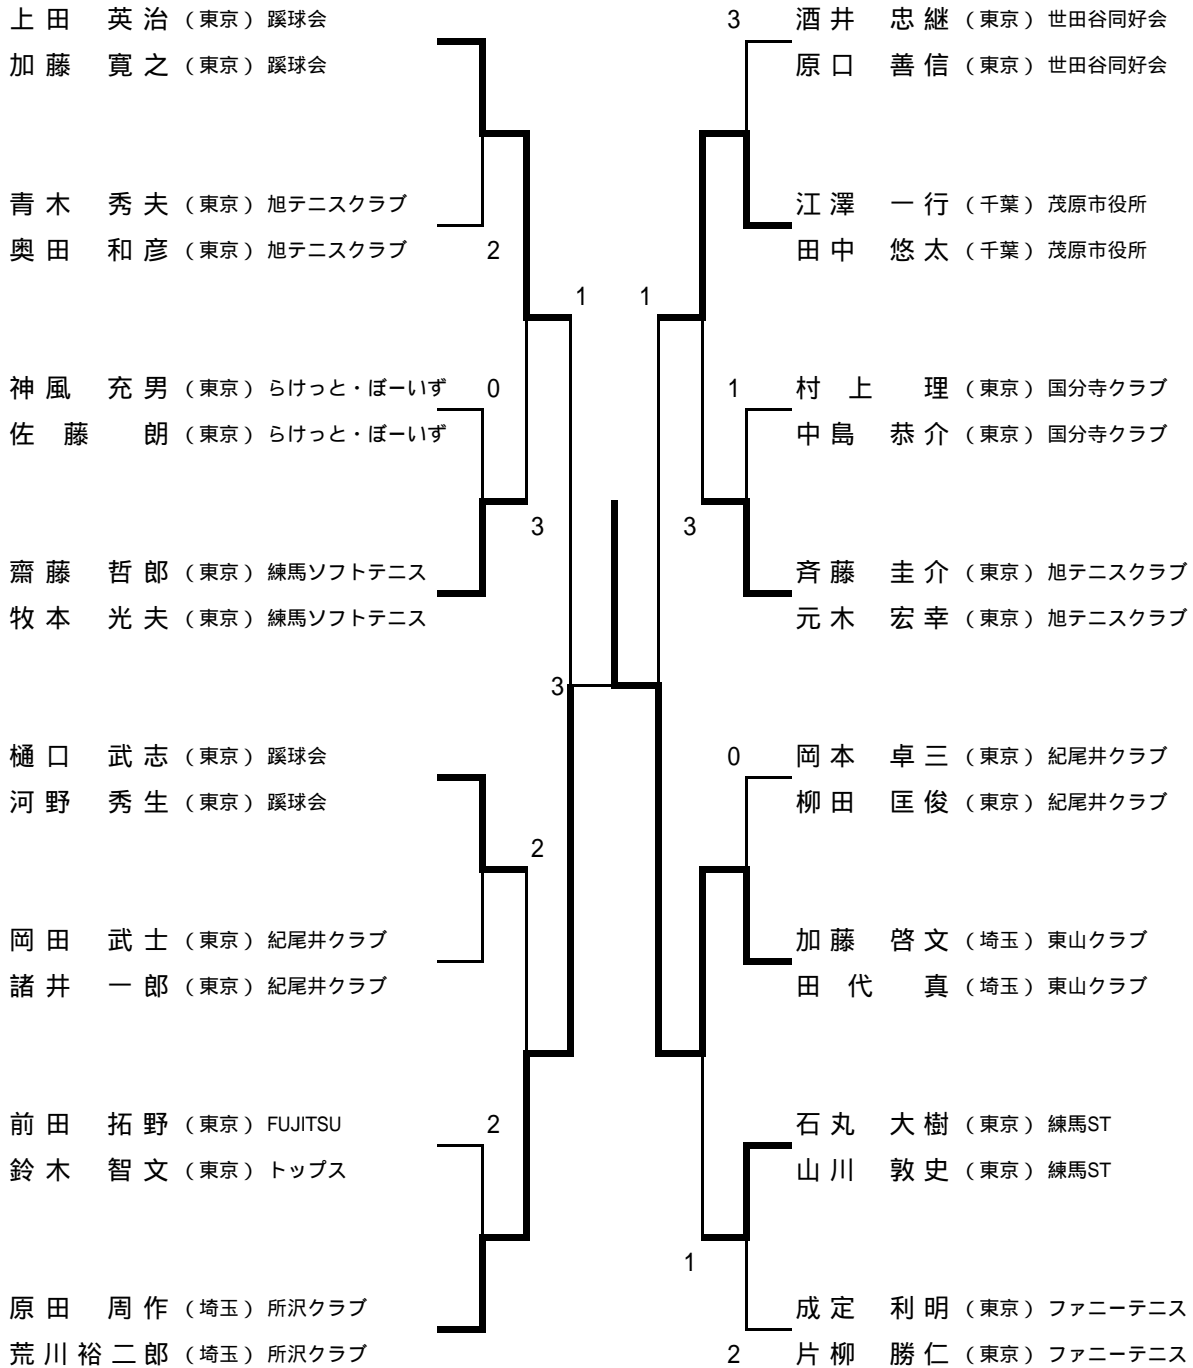 上田 英治 (東京) 蹊球会
加藤 寛之 (東京) 蹊球会
青木 秀夫 (東京) 旭テニスクラブ
奥田 和彦 (東京) 旭テニスクラブ
2
1
神風 充男 (東京) らけっと・ぼーいず
0
佐藤 朗 (東京) らけっと・ぼーいず
3
齋藤 哲郎 (東京) 練馬ソフトテニス
牧本 光夫 (東京) 練馬ソフトテニス
3
樋口 武志 (東京) 蹊球会
河野 秀生 (東京) 蹊球会
2
岡田 武士 (東京) 紀尾井クラブ
諸井 一郎 (東京) 紀尾井クラブ
前田 拓野 (東京) FUJITSU
2
鈴木 智文 (東京) トップス
原田 周作 (埼玉) 所沢クラブ
荒川裕二郎 (埼玉) 所沢クラブ
3
酒井 忠継 (東京) 世田谷同好会
原口 善信 (東京) 世田谷同好会
江澤 一行 (千葉) 茂原市役所
田中 悠太 (千葉) 茂原市役所
1
1
村上 理 (東京) 国分寺クラブ
中島 恭介 (東京) 国分寺クラブ
3
斉藤 圭介 (東京) 旭テニスクラブ
元木 宏幸 (東京) 旭テニスクラブ
0
岡本 卓三 (東京) 紀尾井クラブ
柳田 匡俊 (東京) 紀尾井クラブ
加藤 啓文 (埼玉) 東山クラブ
田代 真 (埼玉) 東山クラブ
石丸 大樹 (東京) 練馬ST
山川 敦史 (東京) 練馬ST
1
成定 利明 (東京) ファニーテニス
2
片柳 勝仁 (東京) ファニーテニス